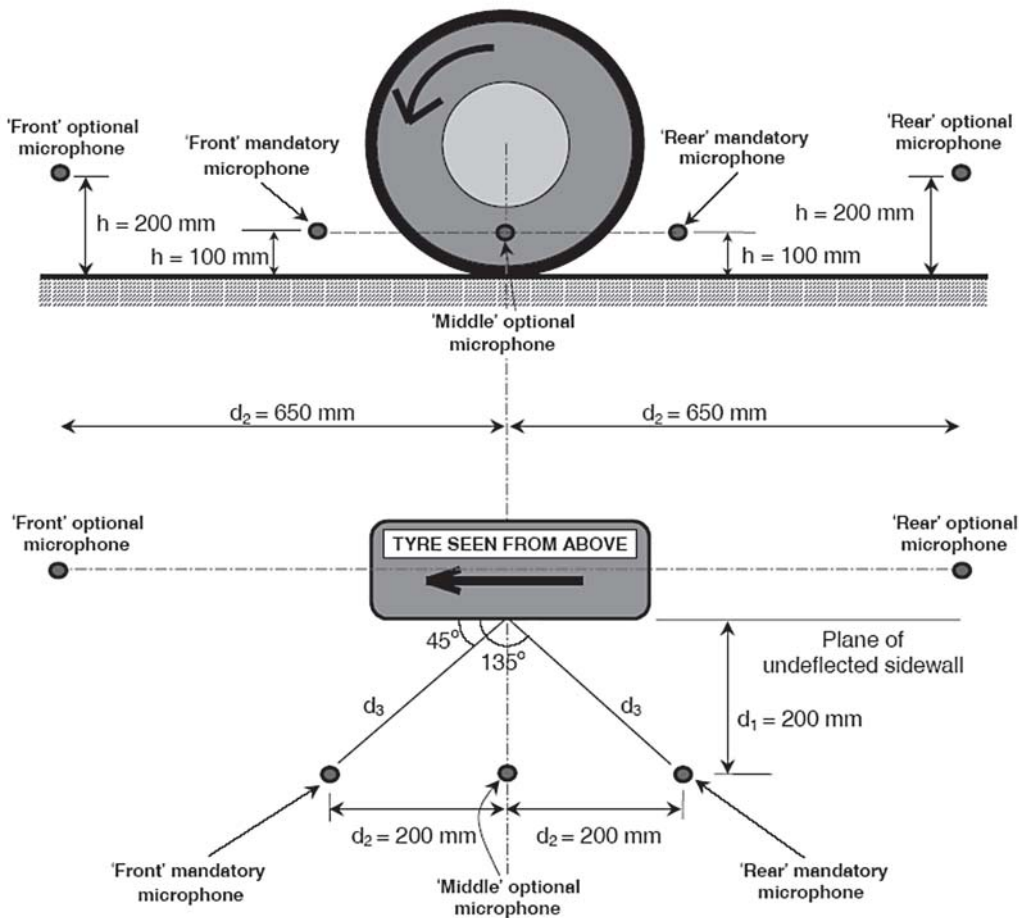 'Front' optional
microphone
'Front' mandatory
microphone
'Rear' mandatory
microphone
'Rear' optional
microphone
h = 200 mm
h = 100 mm
h = 200 mm
h = 100 mm
'Middle' optional
microphone
d₂ = 650 mm
d₂ = 650 mm
'Front' optional
microphone
TYRE SEEN FROM ABOVE
'Rear' optional
microphone
45°
135°
Plane of
undeflected sidewall
d₃
d₃
d₁ = 200 mm
d₂ = 200 mm
d₂ = 200 mm
'Front' mandatory
microphone
'Middle' optional
microphone
'Rear' mandatory
microphone